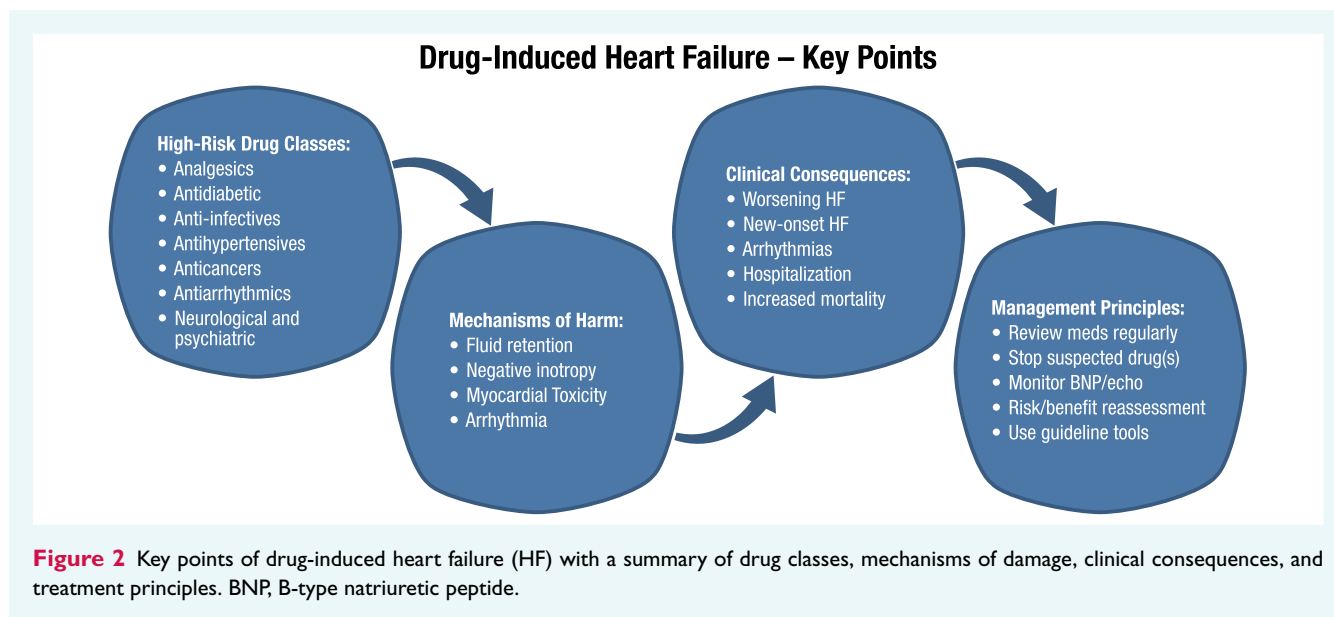 Drug-Induced Heart Failure – Key Points
High-Risk Drug Classes:
• Analgesics
• Antidiabetic
• Anti-infectives
• Antihypertensives
• Anticancers
• Antiarrhythmics
• Neurological and
psychiatric
Mechanisms of Harm:
• Fluid retention
• Negative inotropy
• Myocardial Toxicity
• Arrhythmia
Clinical Consequences:
• Worsening HF
• New-onset HF
• Arrhythmias
• Hospitalization
• Increased mortality
Management Principles:
• Review meds regularly
• Stop suspected drug(s)
• Monitor BNP/echo
• Risk/benefit reassessment
• Use guideline tools
Figure 2 Key points of drug-induced heart failure (HF) with a summary of drug classes, mechanisms of damage, clinical consequences, and
treatment principles. BNP, B-type natriuretic peptide.